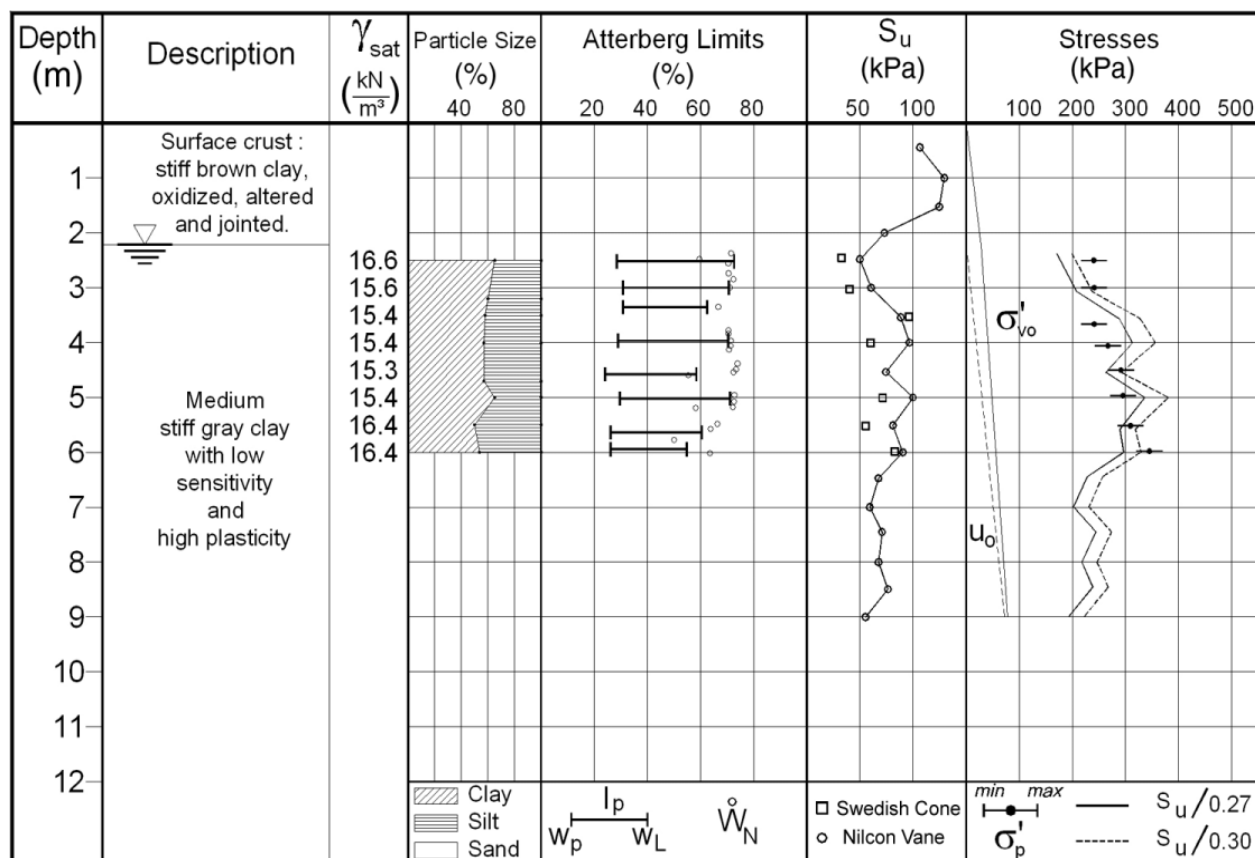 Depth
(m)
Description
γsat
(kN/m³)
Particle Size
(%)
40 80
Atterberg Limits
(%)
20 40 60 80
Su
(kPa)
50 100
Stresses
(kPa)
100 200 300 400 500
Surface crust :
stiff brown clay,
oxidized, altered
and jointed.
1
2
3
4
5
6
7
8
9
10
11
12
16.6
15.6
15.4
15.4
15.3
15.4
16.4
16.4
Medium
stiff gray clay
with low
sensitivity
and
high plasticity
σ'vo
uo
Clay
Silt
Sand
Ip
Wp WL
WN
Swedish Cone
Nilcon Vane
min max
σ'p
Su/0.27
Su/0.30